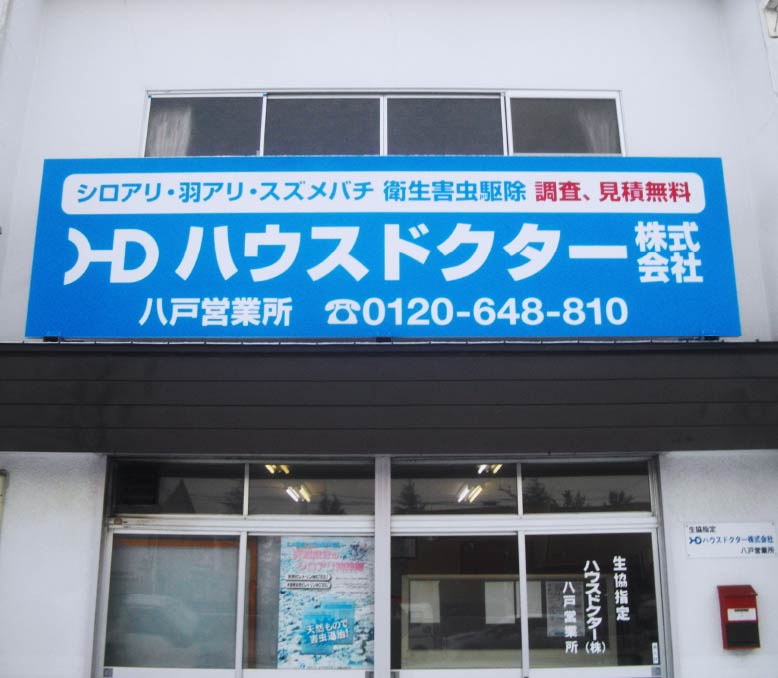 シロアリ・羽アリ・スズメバチ 衛生害虫駆除 調査、見積無料
HD ハウスドクター 株式会社
八戸営業所 ☎0120-648-810
生協指定
HD ハウスドクター株式会社
八戸営業所
生協指定
ハウスドクター(株)
八戸営業所
シロアリ
天然もので
害虫退治!